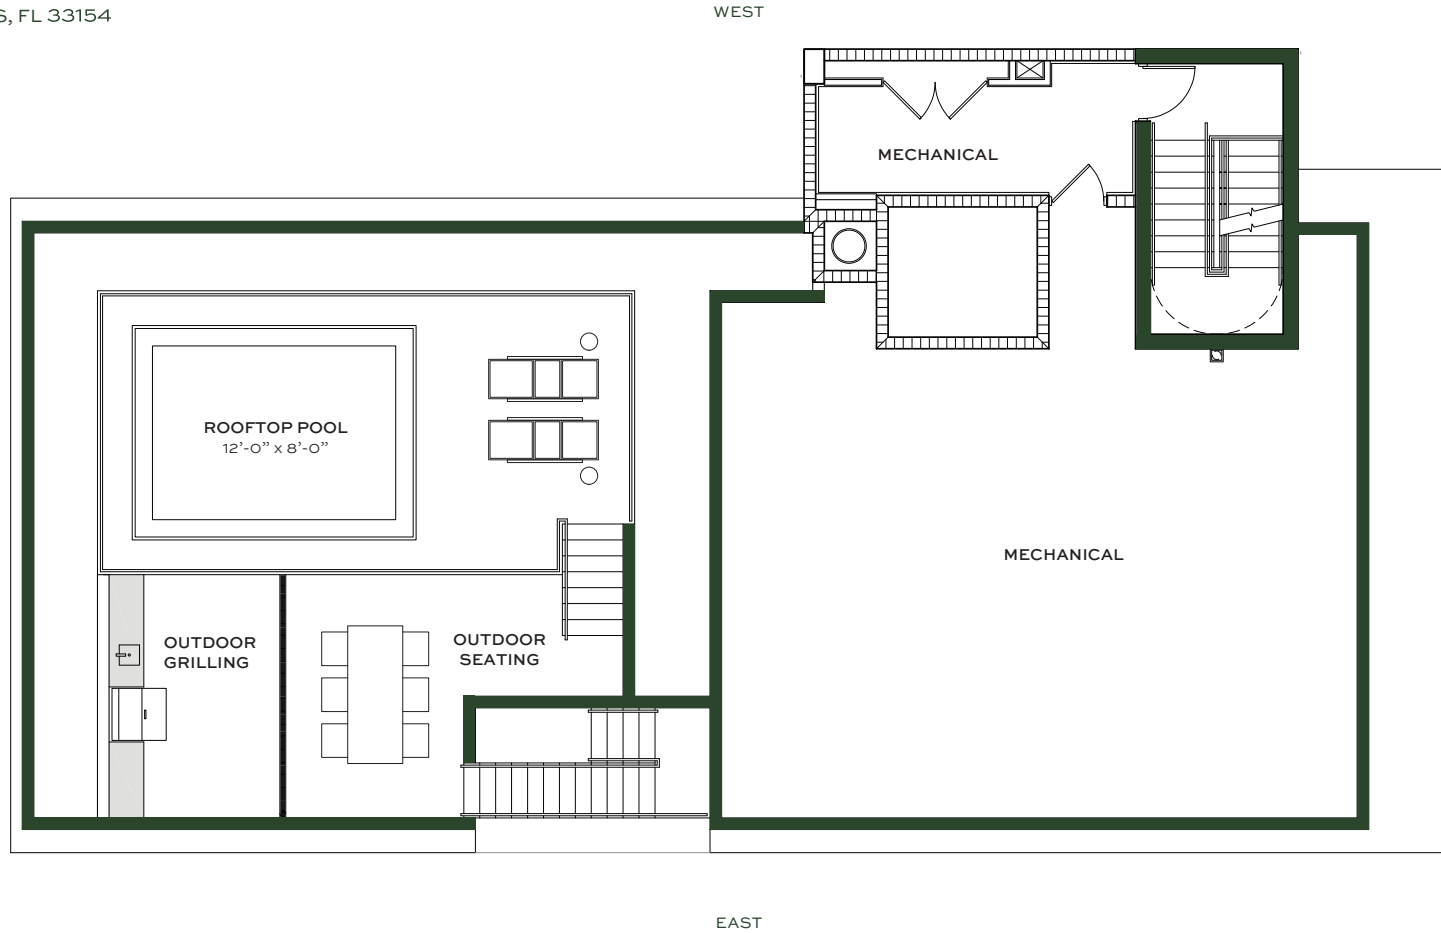 S, FL 33154
WEST
MECHANICAL
ROOFTOP POOL
12’-0” x 8’-0”
MECHANICAL
OUTDOOR
GRILLING
OUTDOOR
SEATING
EAST